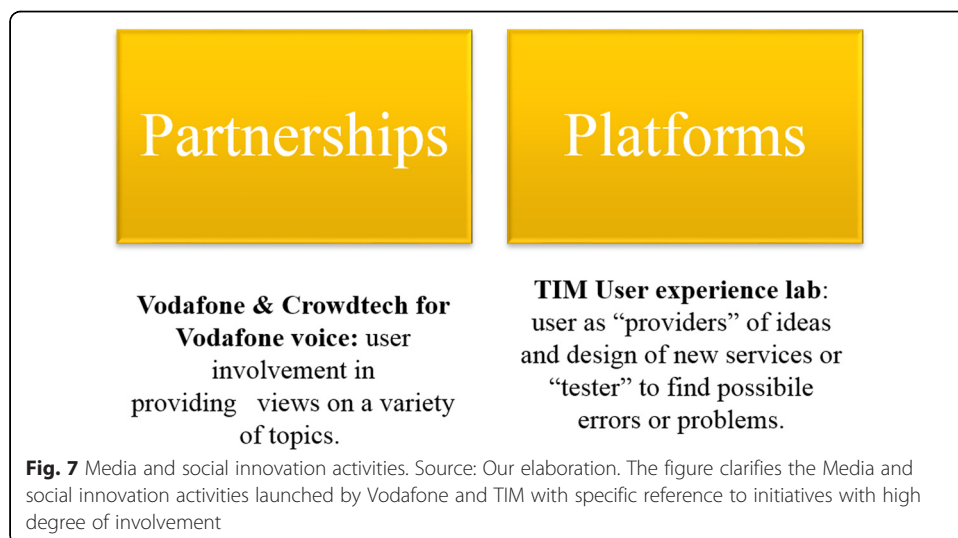 Partnerships
Platforms
Vodafone & Crowdtech for
Vodafone voice: user
involvement in
providing views on a variety
of topics.
TIM User experience lab:
user as “providers” of ideas
and design of new services or
“tester” to find possibile
errors or problems.
Fig. 7 Media and social innovation activities. Source: Our elaboration. The figure clarifies the Media and
social innovation activities launched by Vodafone and TIM with specific reference to initiatives with high
degree of involvement